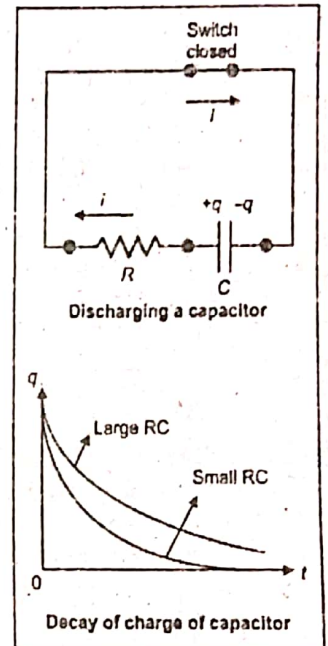 Switch
closed
i
i
+q -q
R
C
Discharging a capacitor
q
Large RC
Small RC
0
t
Decay of charge of capacitor